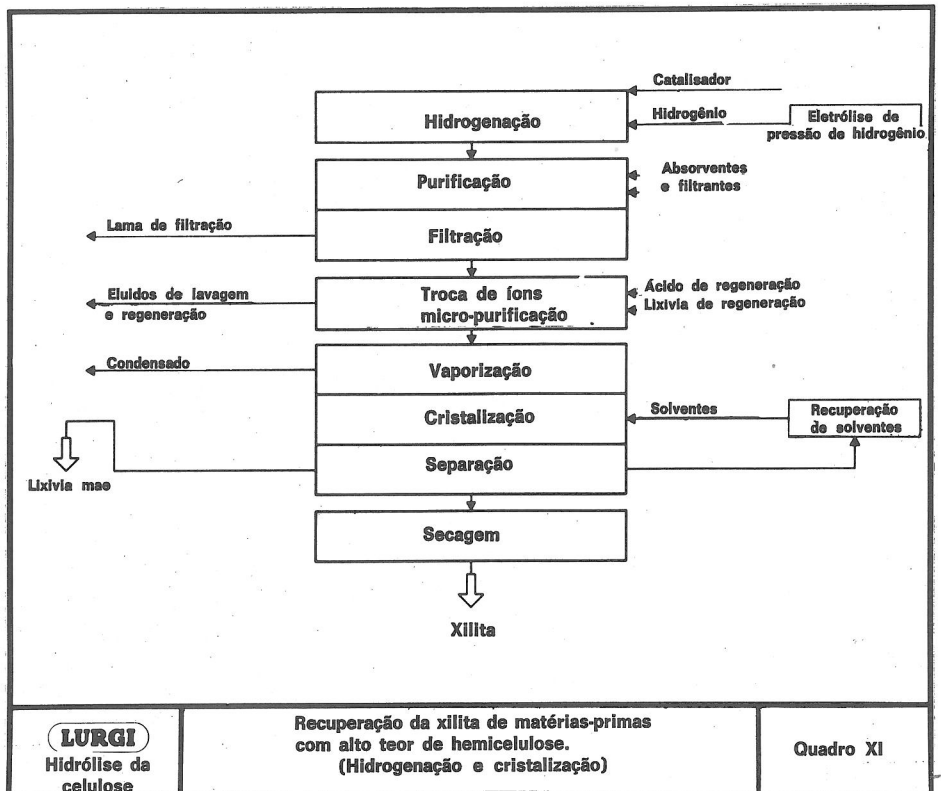 Catalisador
Hidrogenação
Hidrogênio
Eletrólise de
pressão de hidrogênio
Purificação
Absorventes
e filtrantes
Lama de filtração
Filtração
Eluidos de lavagem
e regeneração
Troca de íons
micro-purificação
Ácido de regeneração
Lixivia de regeneração
Condensado
Vaporização
Cristalização
Solventes
Recuperação
de solventes
Separação
Lixivia mae
Secagem
Xilita
LURGI
Hidrólise da
celulose
Recuperação da xilita de matérias-primas
com alto teor de hemicelulose.
(Hidrogenação e cristalização)
Quadro XI